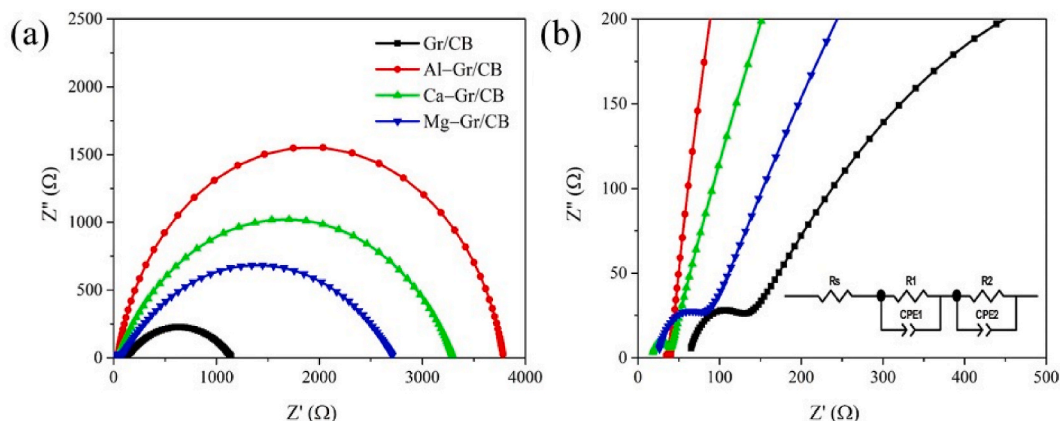 (a)
2500
2000
1500
1000
500
0
Z" (Ω)
0 1000 2000 3000 4000
Z' (Ω)
Gr/CB
Al–Gr/CB
Ca–Gr/CB
Mg–Gr/CB
(b)
200
150
100
50
0
Z" (Ω)
0 100 200 300 400 500
Z' (Ω)
Rs R1 R2
CPE1 CPE2